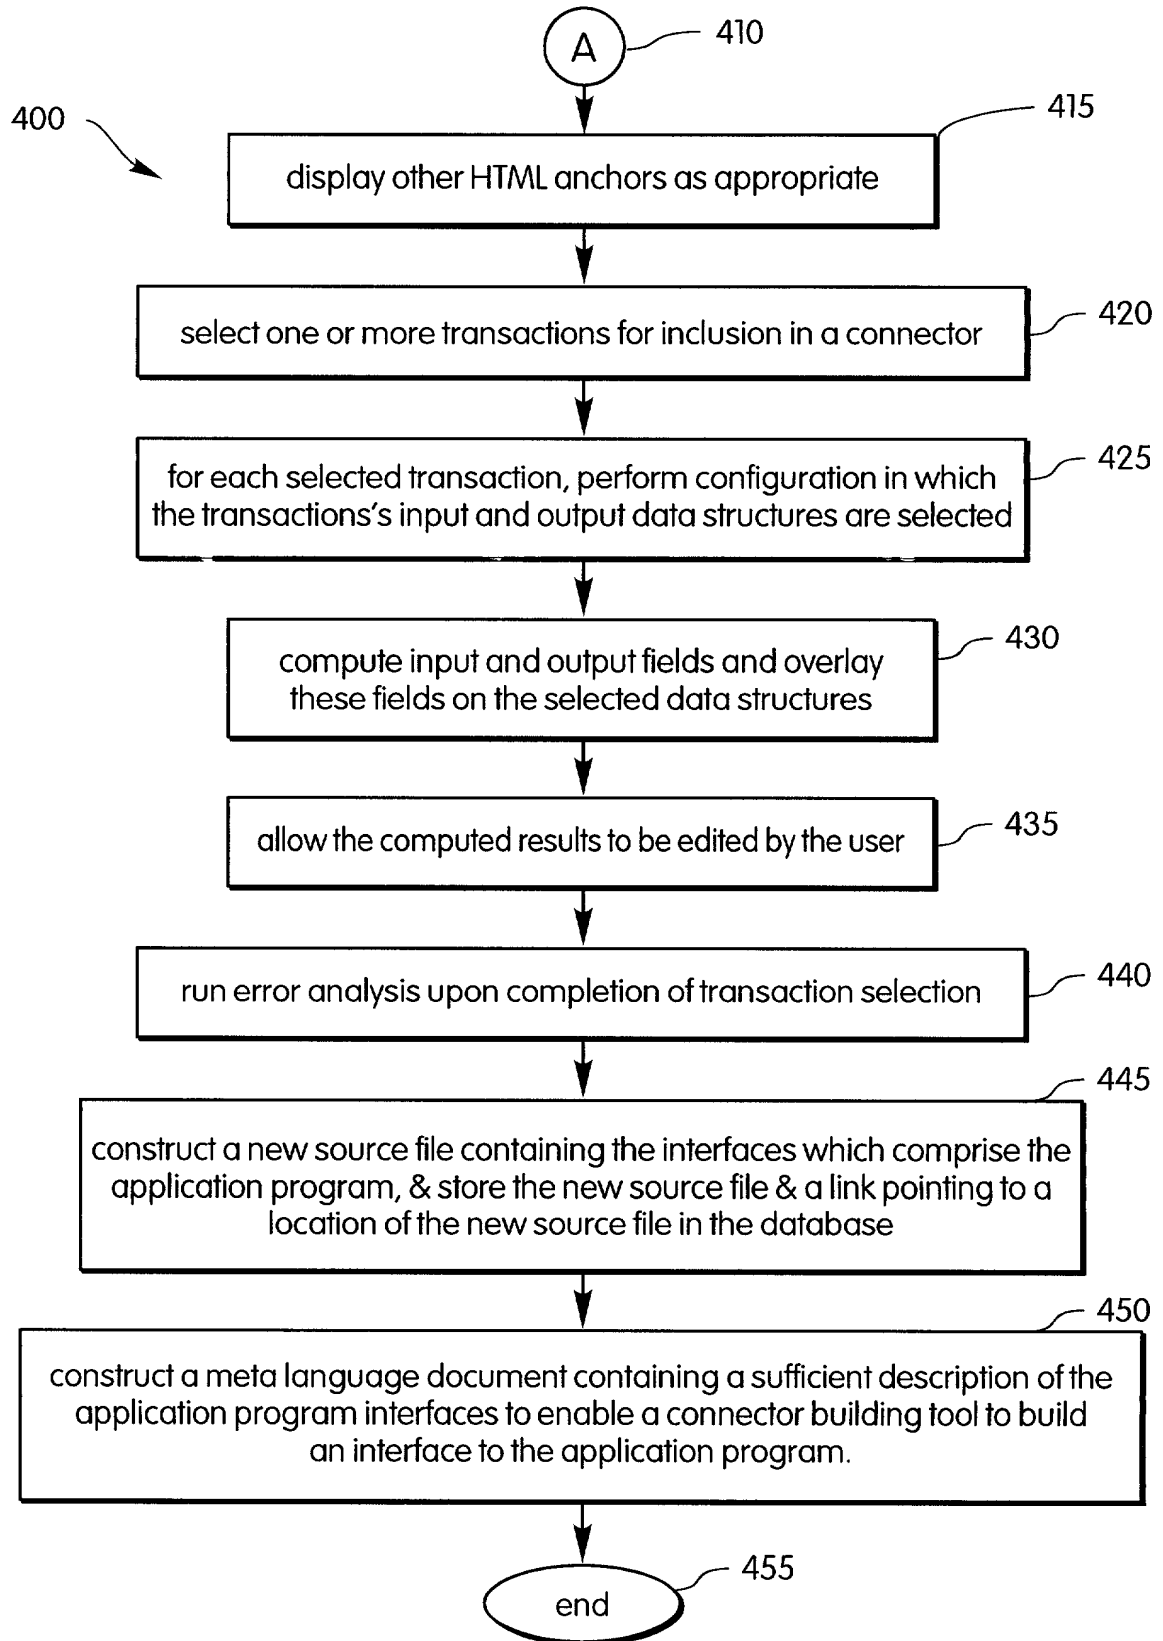 A
410
400
415
display other HTML anchors as appropriate
420
select one or more transactions for inclusion in a connector
425
for each selected transaction, perform configuration in which
the transactions's input and output data structures are selected
430
compute input and output fields and overlay
these fields on the selected data structures
435
allow the computed results to be edited by the user
440
run error analysis upon completion of transaction selection
445
construct a new source file containing the interfaces which comprise the
application program, & store the new source file & a link pointing to a
location of the new source file in the database
450
construct a meta language document containing a sufficient description of the
application program interfaces to enable a connector building tool to build
an interface to the application program.
455
end